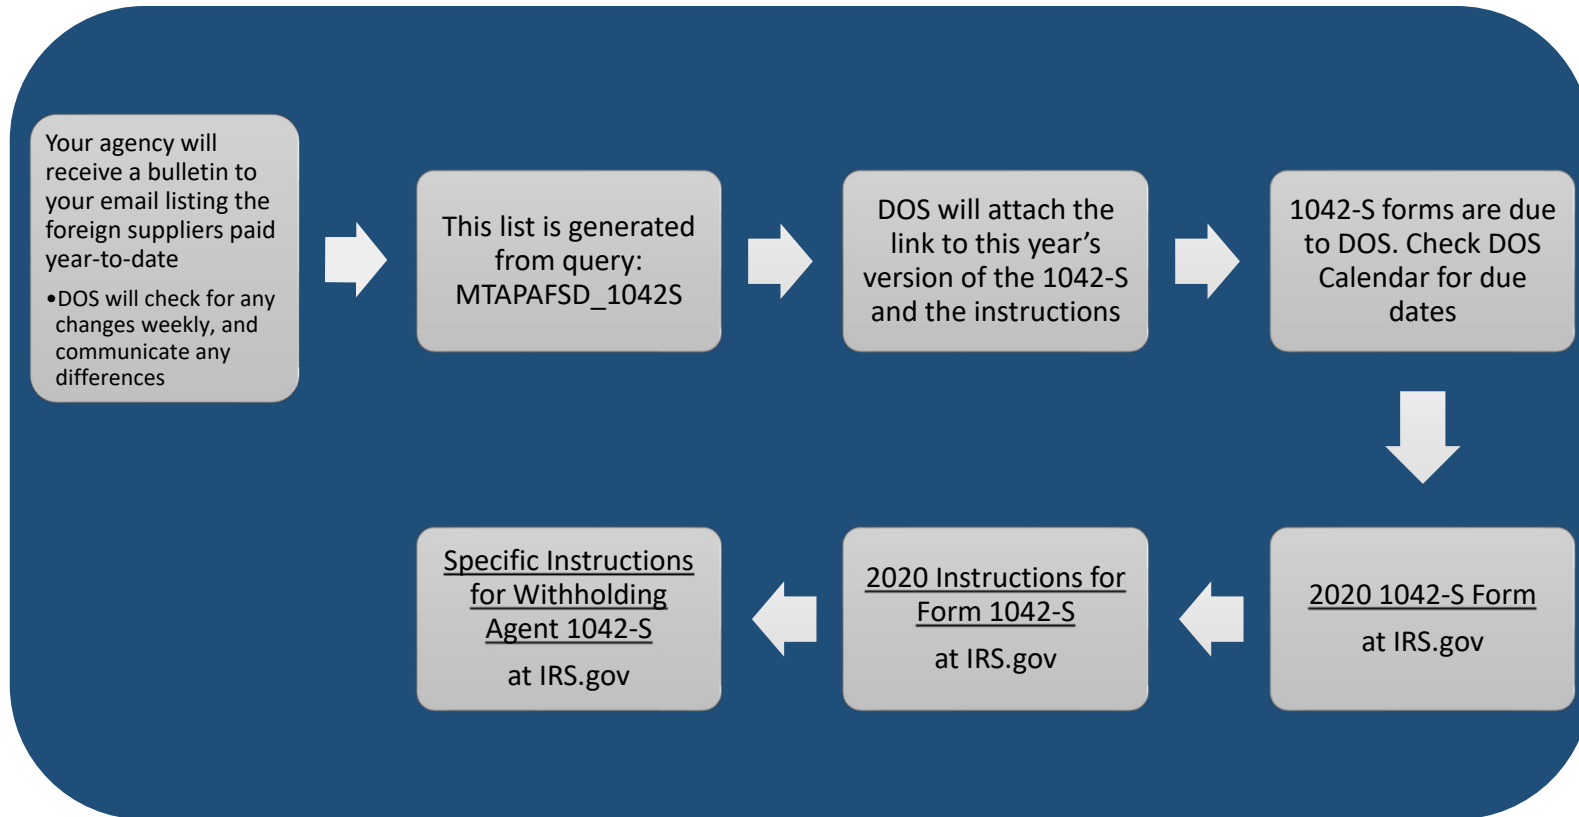 Your agency will
receive a bulletin to
your email listing the
foreign suppliers paid
year-to-date
•DOS will check for any
changes weekly, and
communicate any
differences
This list is generated
from query:
MTAPAFSD_1042S
DOS will attach the
link to this year’s
version of the 1042-S
and the instructions
1042-S forms are due
to DOS. Check DOS
Calendar for due
dates
2020 1042-S Form
at IRS.gov
2020 Instructions for
Form 1042-S
at IRS.gov
Specific Instructions
for Withholding
Agent 1042-S
at IRS.gov